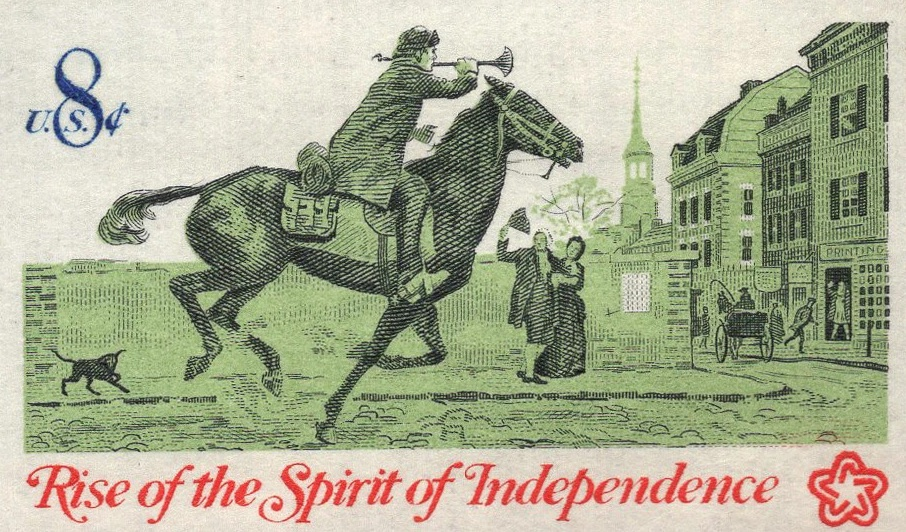 8
U.S. ¢
PRINTING
Rise of the Spirit of Independence